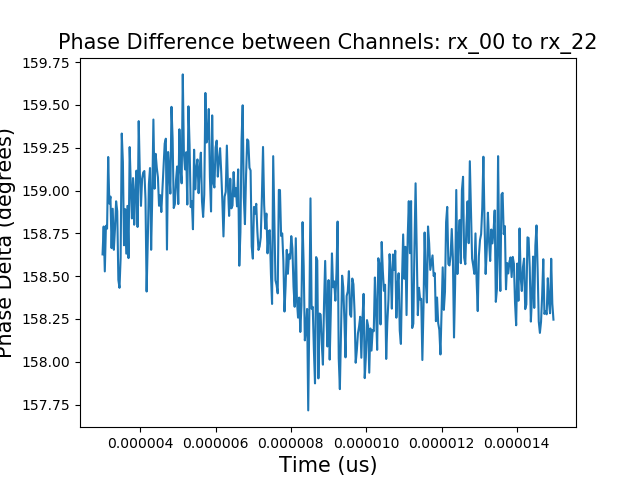 Phase Difference between Channels: rx_00 to rx_22
Phase Delta (degrees)
159.75
159.50
159.25
159.00
158.75
158.50
158.25
158.00
157.75
0.000004 0.000006 0.000008 0.000010 0.000012 0.000014
Time (us)